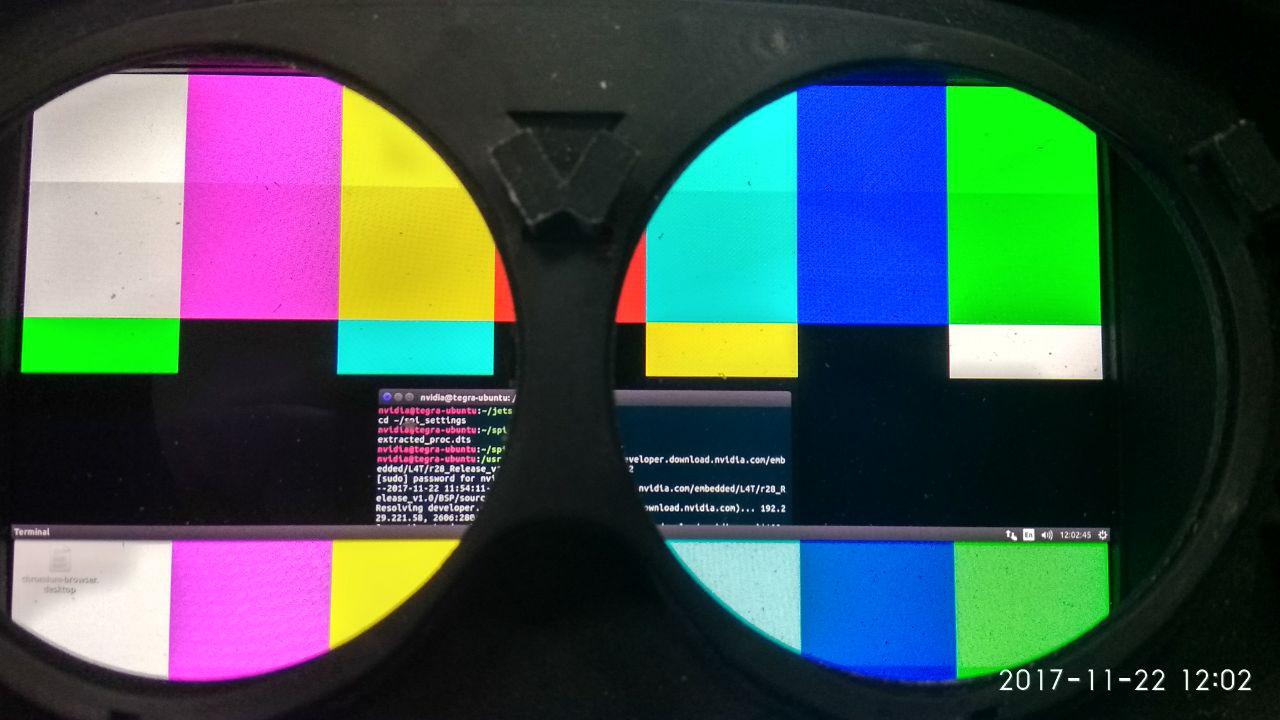 nvidia@tegra-ubuntu: /
nvidia@tegra-ubuntu:~/jets
cd ~/spi_settings
nvidia@tegra-ubuntu:~/spi
extracted_proc.dts
nvidia@tegra-ubuntu:~/spi
nvidia@tegra-ubuntu:/usr eveloper.download.nvidia.com/emb
edded/L4T/r28_Release_v 2
[sudo] password for nvi
--2017-11-22 11:54:11- nvidia.com/embedded/L4T/r28_R
elease_v1.0/BSP/sourc
Resolving developer. ownload.nvidia.com)... 192.2
29.221.58, 2606:280
Terminal En 12:02:45
chromium-browser.
desktop
2017-11-22 12:02